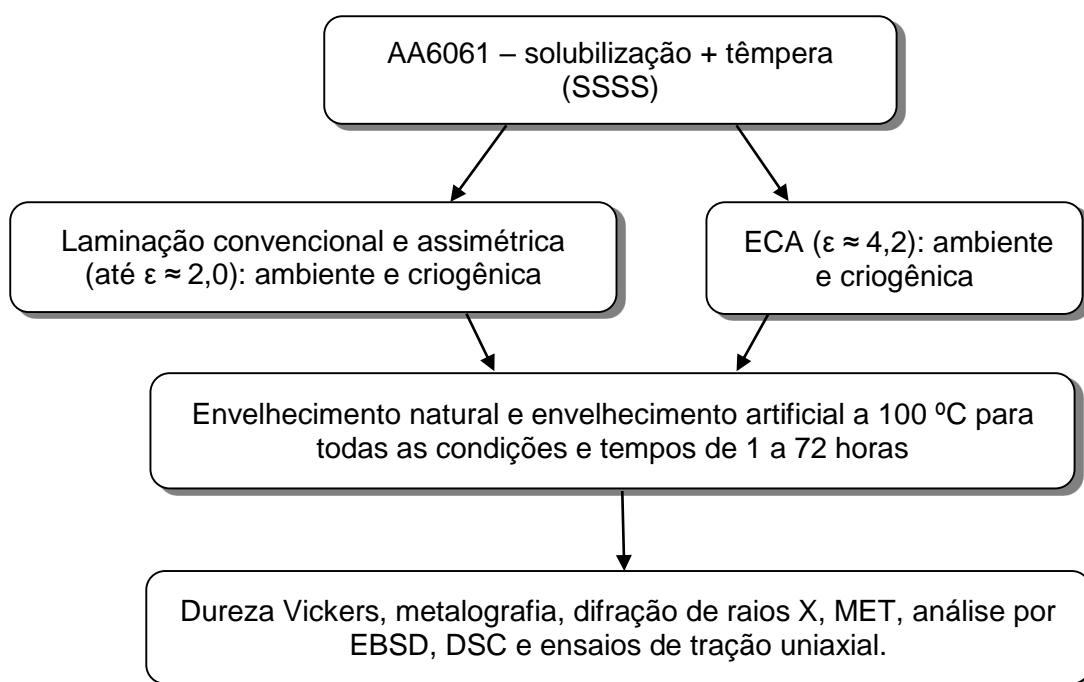 AA6061 – solubilização + têmpera
(SSSS)
Laminação convencional e assimétrica
(até ε ≈ 2,0): ambiente e criogênica
ECA (ε ≈ 4,2): ambiente
e criogênica
Envelhecimento natural e envelhecimento artificial a 100 ºC para
todas as condições e tempos de 1 a 72 horas
Dureza Vickers, metalografia, difração de raios X, MET, análise por
EBSD, DSC e ensaios de tração uniaxial.